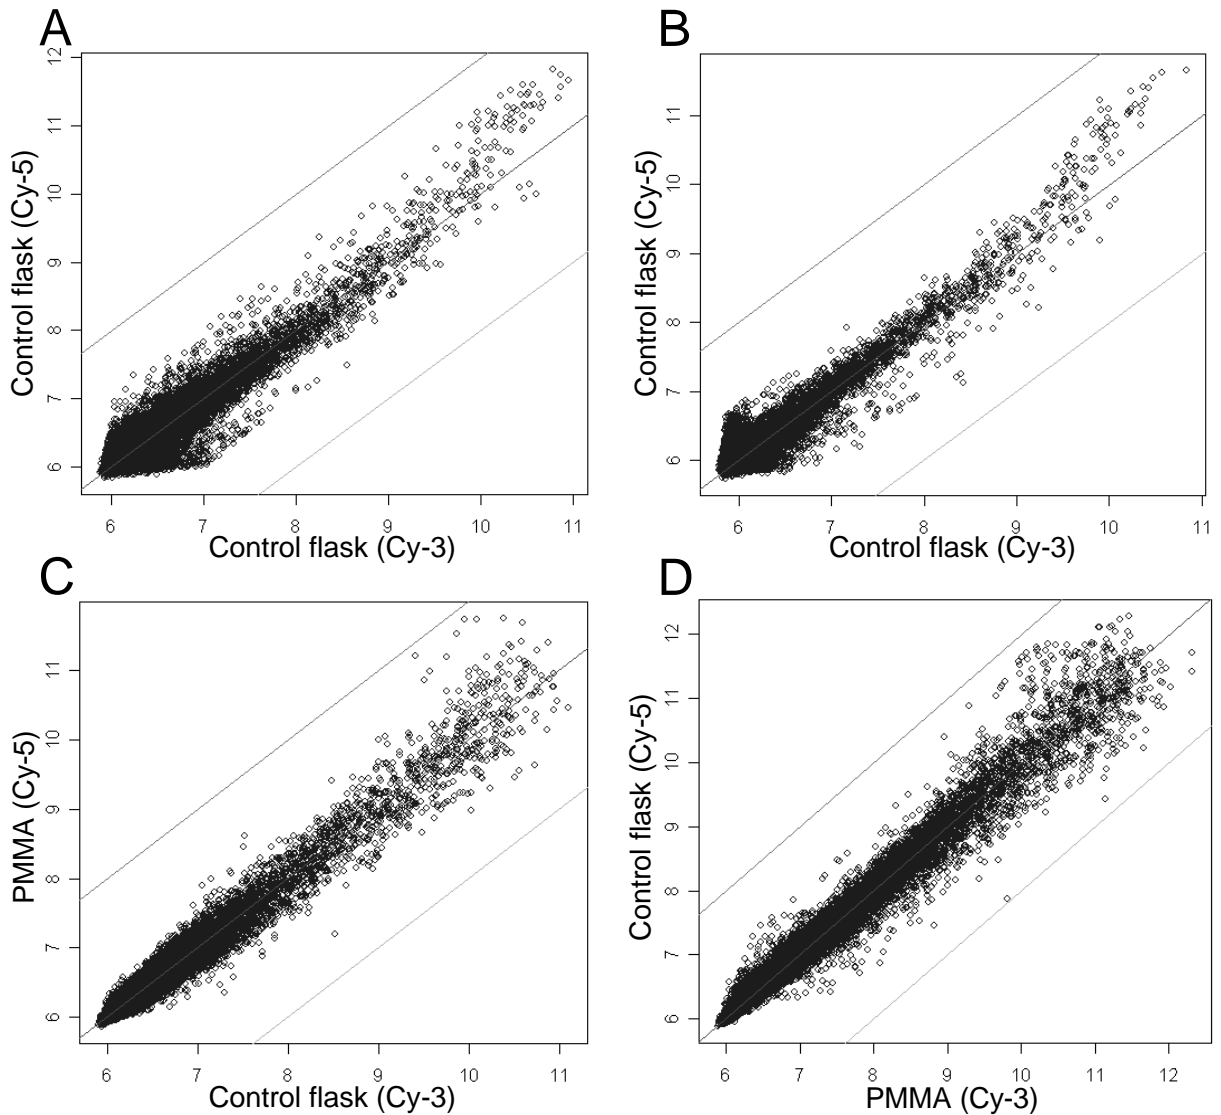 A
B
12
11
10
9
8
7
6
Control flask (Cy-5)
6 7 8 9 10 11
Control flask (Cy-3)
11
10
9
8
7
6
Control flask (Cy-5)
6 7 8 9 10 11
Control flask (Cy-3)
C
D
11
10
9
8
7
6
PMMA (Cy-5)
6 7 8 9 10 11
Control flask (Cy-3)
12
11
10
9
8
7
6
Control flask (Cy-5)
6 7 8 9 10 11 12
PMMA (Cy-3)